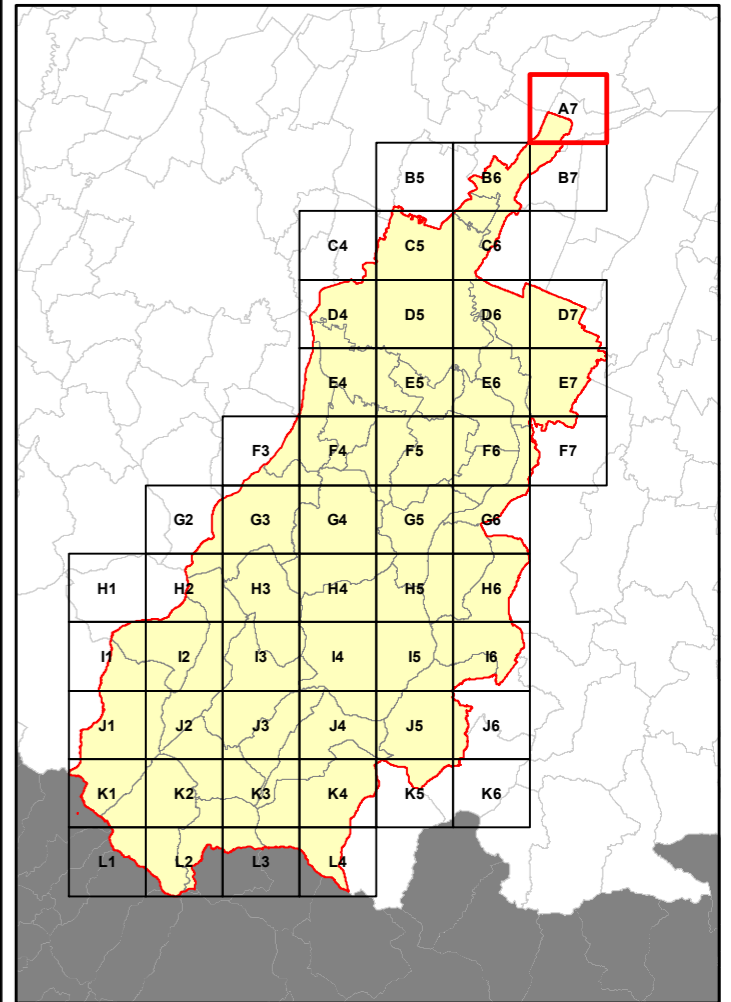 A7
B5 B6 B7
C4 C5 C6
D4 D5 D6 D7
E4 E5 E6 E7
F3 F4 F5 F6 F7
G2 G3 G4 G5 G6
H1 H2 H3 H4 H5 H6
I1 I2 I3 I4 I5 I6
J1 J2 J3 J4 J5 J6
K1 K2 K3 K4 K5 K6
L1 L2 L3 L4